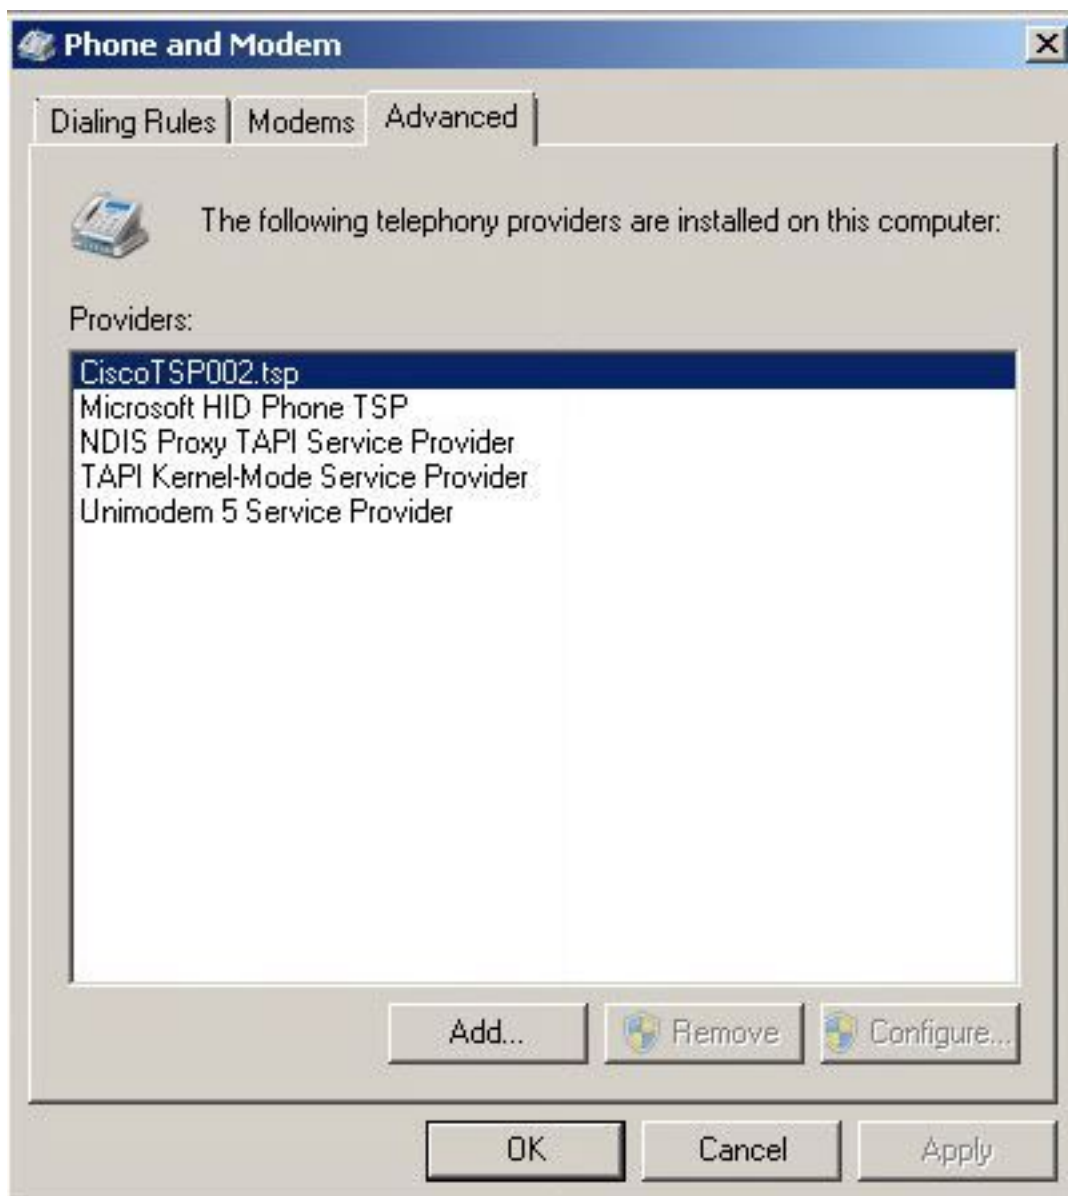 Phone and Modem
Dialing Rules Modems Advanced
The following telephony providers are installed on this computer:
Providers:
CiscoTSP002.tsp
Microsoft HID Phone TSP
NDIS Proxy TAPI Service Provider
TAPI Kernel-Mode Service Provider
Unimodem 5 Service Provider
Add... Remove Configure...
OK Cancel Apply